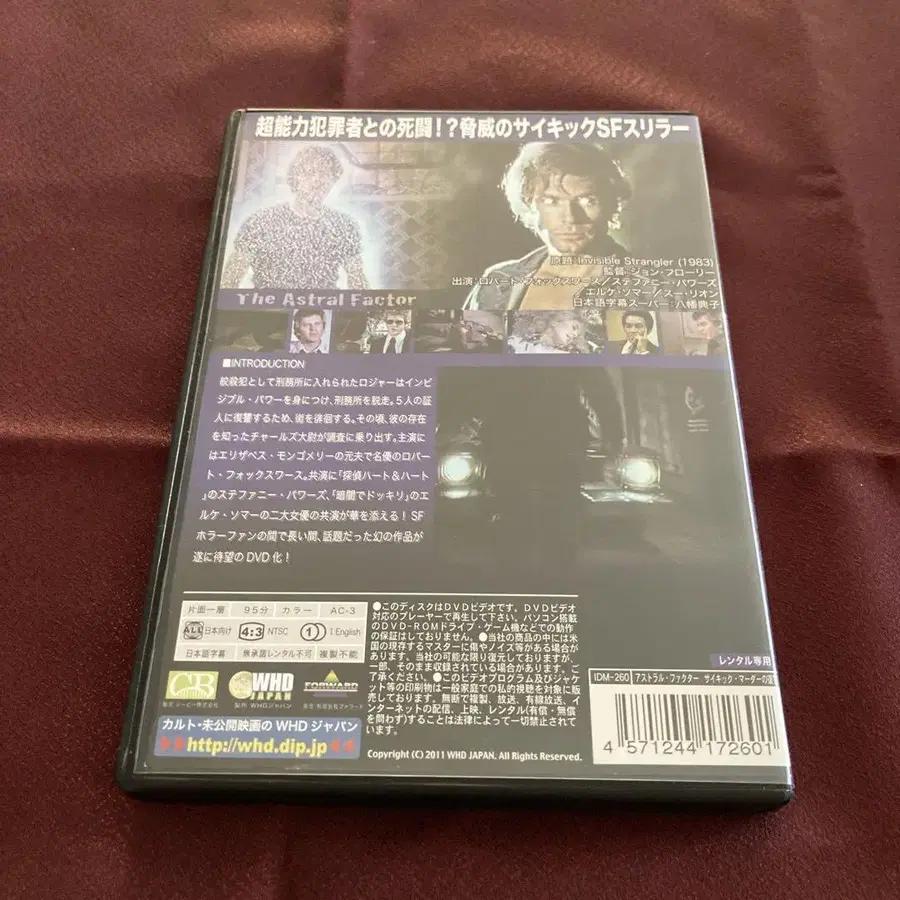 超能力犯罪者との死闘！？脅威のサイキックSFスリラー
原題：Invisible Strangler (1983)
監督：ジョン・フローリー
出演：ロバート・フォックスワース／ステファニー・パワーズ
／エルケ・ソマー／スー・リオン
日本語字幕スーパー：八幡典子
The Astral Factor
■INTRODUCTION
絞殺犯として刑務所に入れられたロジャーはインビ
ジブル・パワーを身につけ、刑務所を脱走。5人の証
人に復讐するため、街を徘徊する。その頃、彼の存在
を知ったチャールズ大尉が調査に乗り出す。主演に
はエリザベス・モンゴメリーの元夫で名優のロバー
ト・フォックスワース。共演に「探偵ハート＆ハート」
のステファニー・パワーズ、「暗闇でドッキリ」のエ
ルケ・ソマーの二大女優の共演が華を添える！SF
ホラーファンの間で長い間、話題だった幻の作品が
遂に待望のDVD化！
片面一層 95分 カラー AC-3
ALL 日本向け 4:3 NTSC 1 1.English
日本語字幕 無承諾レンタル不可 複製不能
●このディスクはDVDビデオです。DVDビデオ
対応のプレーヤーで再生して下さい。パソコン搭載
のDVD-ROMドライブ・ゲーム機などでの動作
の保証はしておりません。●当社の商品の中には米
国の現存するマスターに傷やノイズ等がある場合が
あります。当社の可能な限り復元しておりますが、
一部、そのまま収録されている場合があります。ご
了承ください。●このビデオプログラム及びジャケ
ット等の印刷物は一般家庭での私的視聴を対象に販
売しております。無断で複製、放送、有線放送、イ
ンターネットの配信、上映、レンタル(有償・無償
を問わず)することは法律によって一切禁止されて
います。
Copyright (C) 2011 WHD JAPAN. All Rights Reserved.
CB
WHD
JAPAN
FORWARD
製作 WHDジャパン
カルト・未公開映画の WHD ジャパン
http://whd.dip.jp
レンタル専用
IDM-260 アストラル・ファクター サイキック・マーダーの復
4 571244 172601